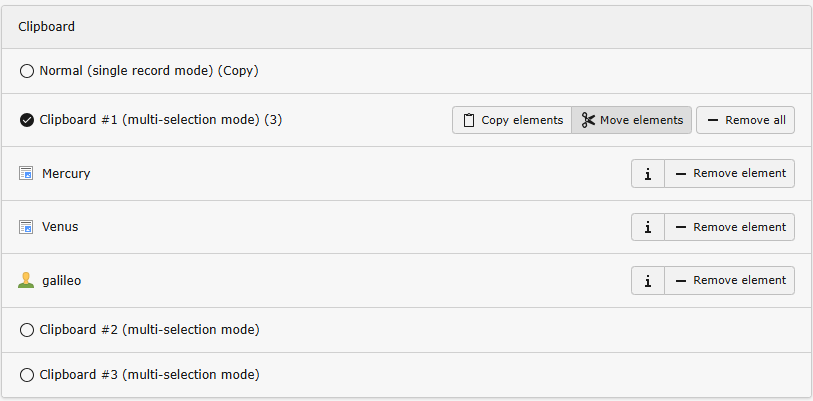 Clipboard
Normal (single record mode) (Copy)
Clipboard #1 (multi-selection mode) (3) Copy elements Move elements Remove all
Mercury i Remove element
Venus i Remove element
galileo i Remove element
Clipboard #2 (multi-selection mode)
Clipboard #3 (multi-selection mode)